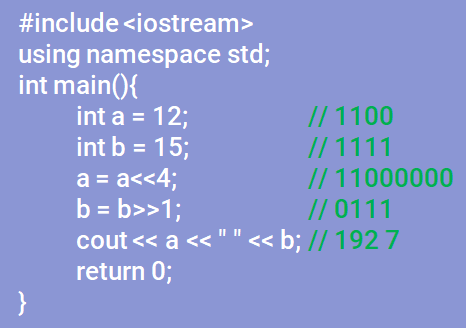 #include <iostream>
using namespace std;
int main(){
int a = 12; // 1100
int b = 15; // 1111
a = a<<4; // 11000000
b = b>>1; // 0111
cout << a << " " << b; // 192 7
return 0;
}